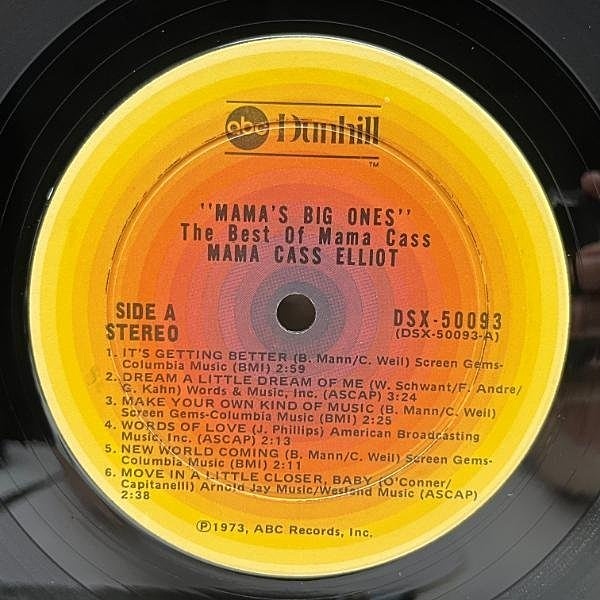 abc Dunhill
TM
"MAMA'S BIG ONES"
The Best Of Mama Cass
MAMA CASS ELLIOT
SIDE A
STEREO
DSX-50093
(DSX-50093-A)
1. IT'S GETTING BETTER (B. Mann/C. Weil) Screen Gems-
Columbia Music (BMI) 2:59
2. DREAM A LITTLE DREAM OF ME (W. Schwant/F. Andre/
G. Kahn) Words & Music, Inc. (ASCAP) 3:24
3. MAKE YOUR OWN KIND OF MUSIC (B. Mann/C. Weil)
Screen Gems-Columbia Music (BMI) 2:25
4. WORDS OF LOVE (J. Phillips) American Broadcasting
Music, Inc. (ASCAP) 2:13
5. NEW WORLD COMING (B. Mann/C. Weil) Screen Gems-
Columbia Music (BMI) 2:11
6. MOVE IN A LITTLE CLOSER, BABY (O'Conner/
Capitanelli) Arnold Jay Music/Westland Music (ASCAP)
2:38
Ⓟ1973, ABC Records, Inc.